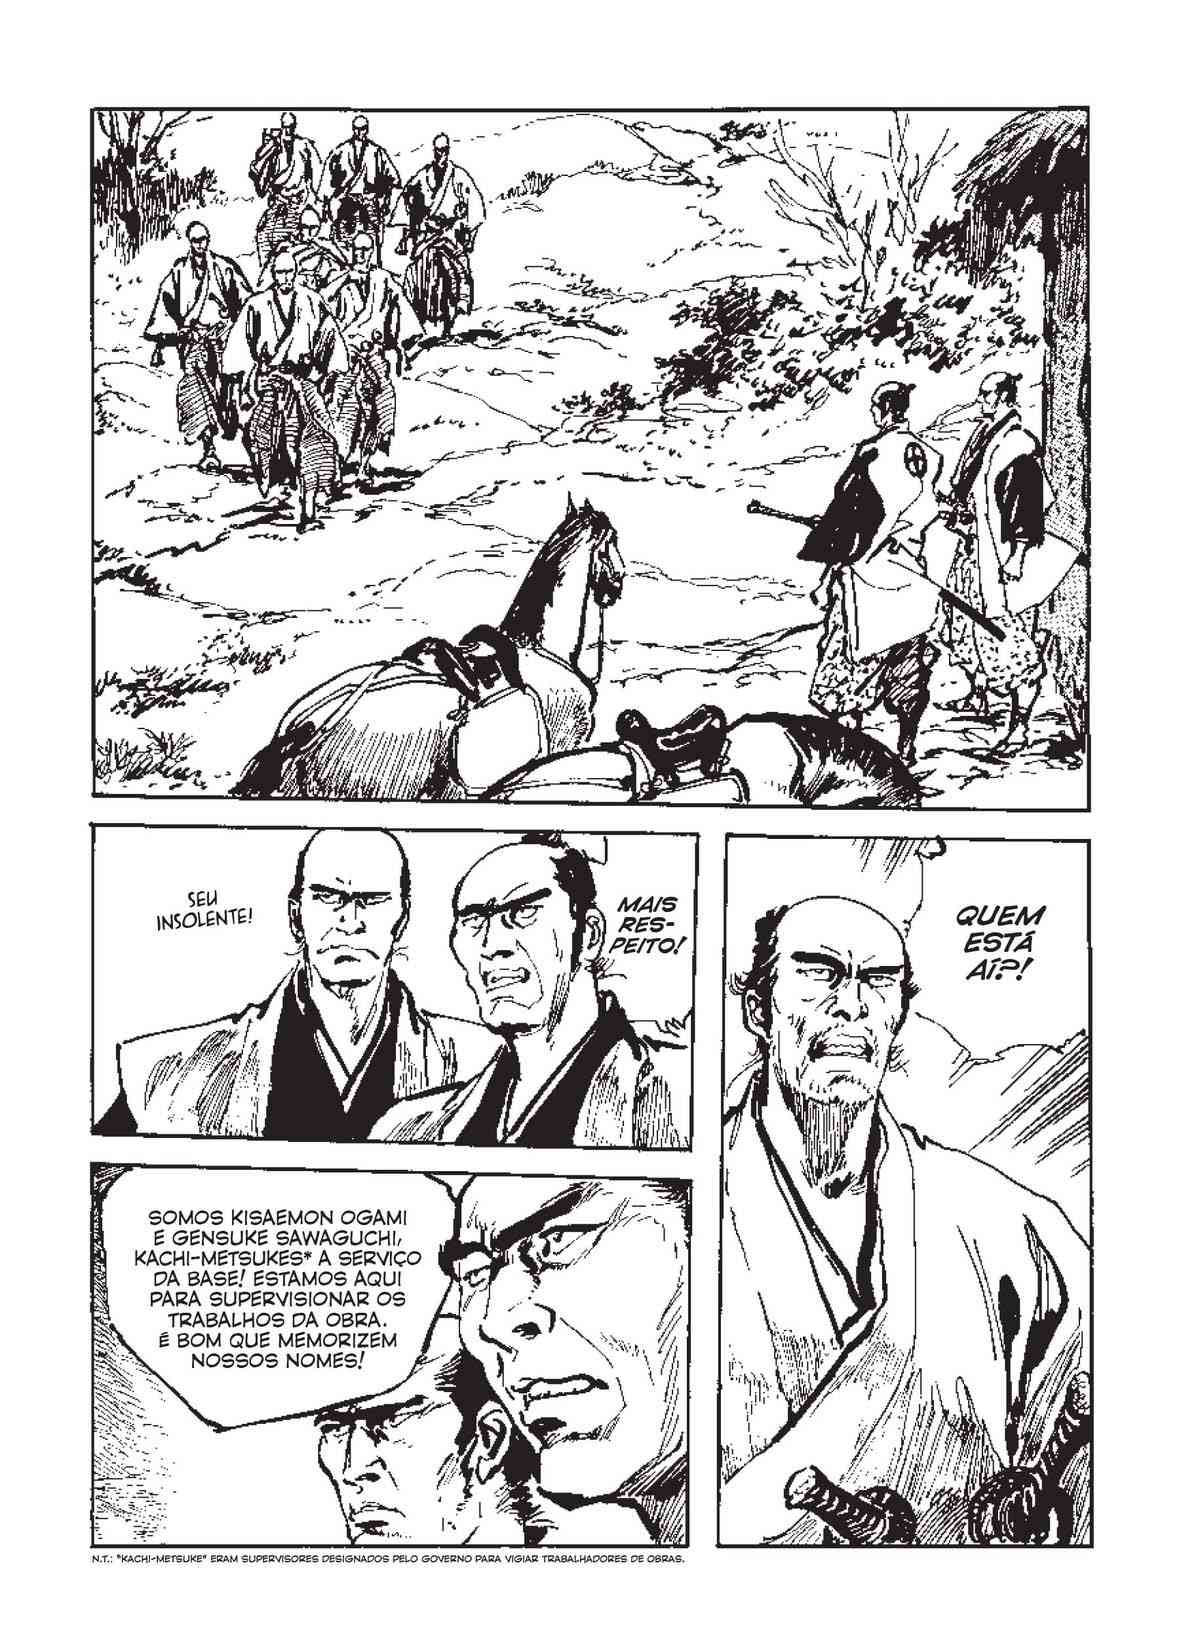 QUEM
ESTÁ
AÍ?!
MAIS
RES-
PEITO!
SEU
INSOLENTE!
SOMOS KISAEMON OGAMI
E GENSUKE SAWAGUCHI,
KACHI-METSUKES* A SERVIÇO
DA BASE! ESTAMOS AQUI
PARA SUPERVISIONAR OS
TRABALHOS DA OBRA.
É BOM QUE MEMORIZEM
NOSSOS NOMES!
N.T.: "KACHI-METSUKE" ERAM SUPERVISORES DESIGNADOS PELO GOVERNO PARA VIGIAR TRABALHADORES DE OBRAS.